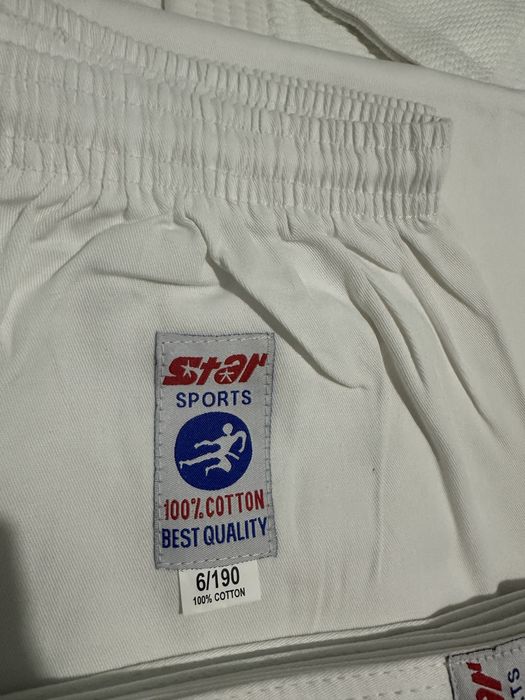 Star
SPORTS
100% COTTON
BEST QUALITY
6/190
100% COTTON